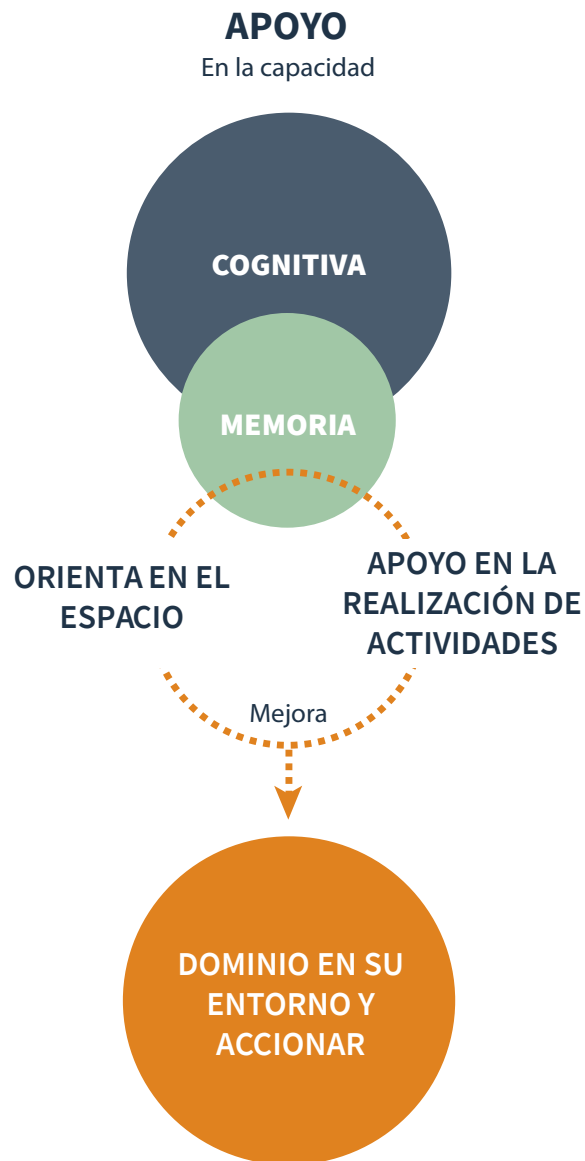 APOYO
En la capacidad
COGNITIVA
MEMORIA
ORIENTA EN EL
ESPACIO
APOYO EN LA
REALIZACIÓN DE
ACTIVIDADES
Mejora
DOMINIO EN SU
ENTORNO Y
ACCIONAR